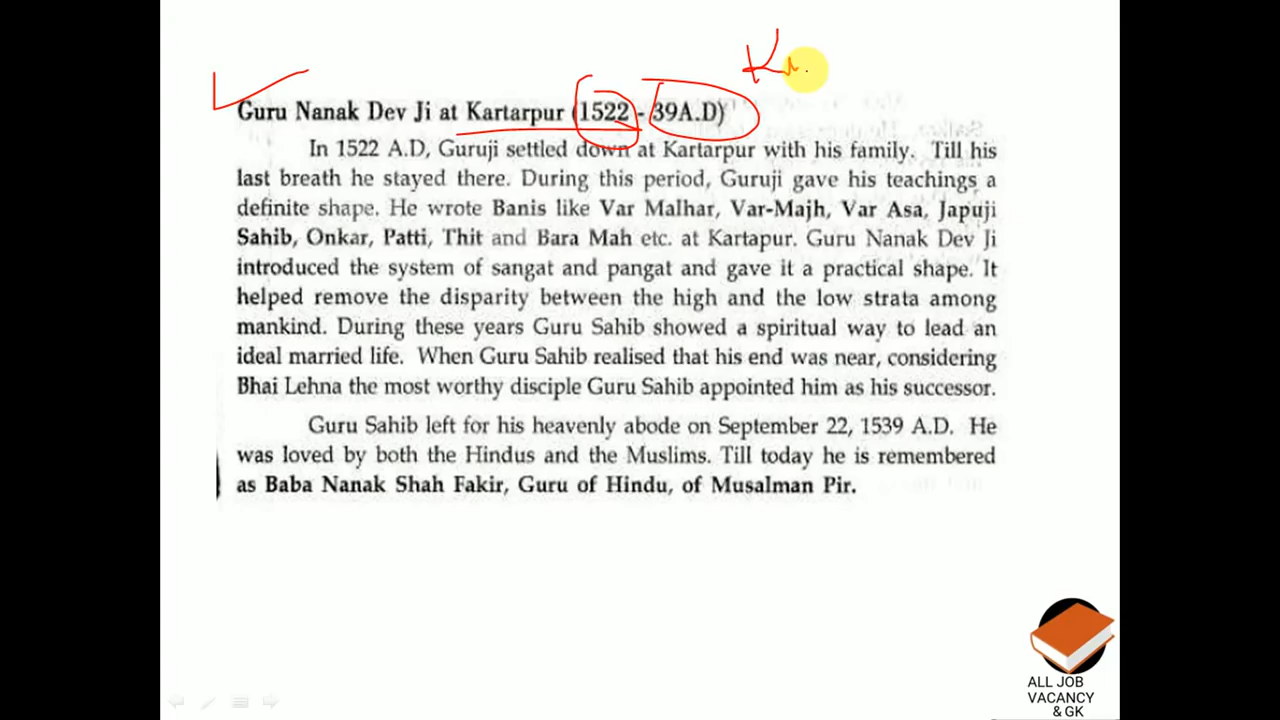 Guru Nanak Dev Ji at Kartarpur (1522 - 39A.D)
In 1522 A.D, Guruji settled down at Kartarpur with his family. Till his
last breath he stayed there. During this period, Guruji gave his teachings a
definite shape. He wrote Banis like Var Malhar, Var-Majh, Var Asa, Japuji
Sahib, Onkar, Patti, Thit and Bara Mah etc. at Kartapur. Guru Nanak Dev Ji
introduced the system of sangat and pangat and gave it a practical shape. It
helped remove the disparity between the high and the low strata among
mankind. During these years Guru Sahib showed a spiritual way to lead an
ideal married life. When Guru Sahib realised that his end was near, considering
Bhai Lehna the most worthy disciple Guru Sahib appointed him as his successor.
Guru Sahib left for his heavenly abode on September 22, 1539 A.D. He
was loved by both the Hindus and the Muslims. Till today he is remembered
as Baba Nanak Shah Fakir, Guru of Hindu, of Musalman Pir.
ALL JOB
VACANCY
& GK